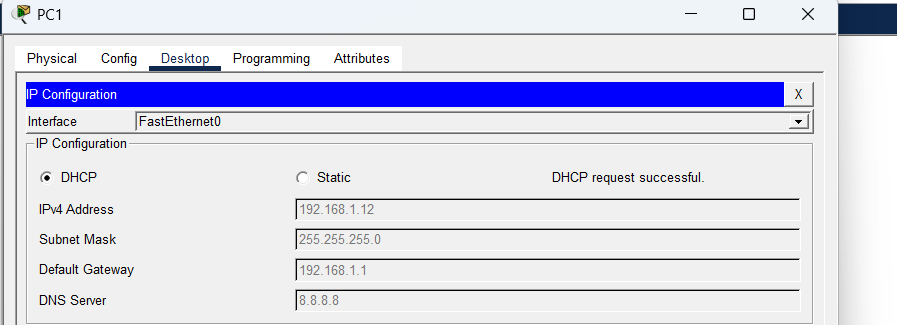 PC1
Physical Config Desktop Programming Attributes
IP Configuration X
Interface FastEthernet0
IP Configuration
DHCP Static DHCP request successful.
IPv4 Address 192.168.1.12
Subnet Mask 255.255.255.0
Default Gateway 192.168.1.1
DNS Server 8.8.8.8